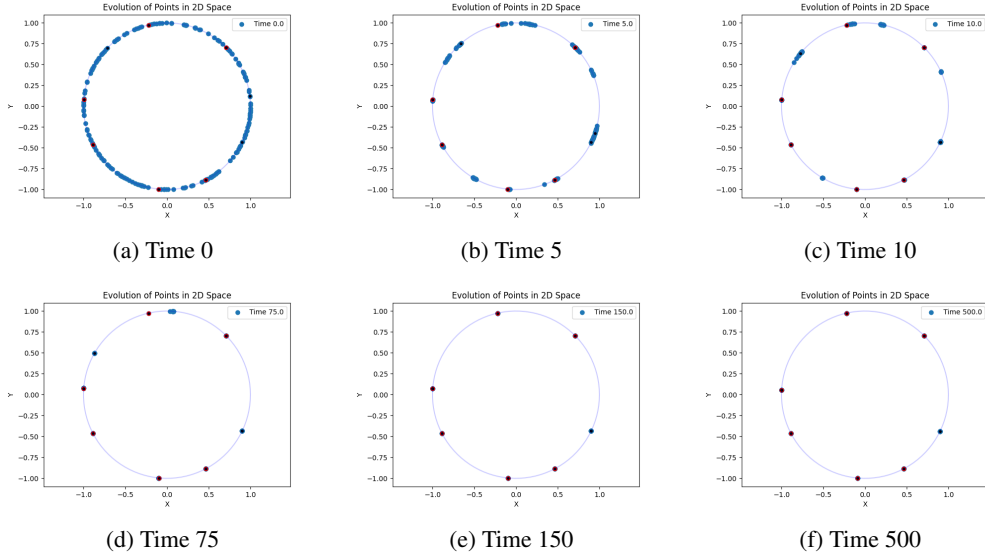 Evolution of Points in 2D Space
Time 0.0
1.00
0.75
0.50
0.25
0.00
−0.25
−0.50
−0.75
−1.00
Y
−1.0 −0.5 0.0 0.5 1.0
X
(a) Time 0
Evolution of Points in 2D Space
Time 5.0
1.00
0.75
0.50
0.25
0.00
−0.25
−0.50
−0.75
−1.00
Y
−1.0 −0.5 0.0 0.5 1.0
X
(b) Time 5
Evolution of Points in 2D Space
Time 10.0
1.00
0.75
0.50
0.25
0.00
−0.25
−0.50
−0.75
−1.00
Y
−1.0 −0.5 0.0 0.5 1.0
X
(c) Time 10
Evolution of Points in 2D Space
Time 75.0
1.00
0.75
0.50
0.25
0.00
−0.25
−0.50
−0.75
−1.00
Y
−1.0 −0.5 0.0 0.5 1.0
X
(d) Time 75
Evolution of Points in 2D Space
Time 150.0
1.00
0.75
0.50
0.25
0.00
−0.25
−0.50
−0.75
−1.00
Y
−1.0 −0.5 0.0 0.5 1.0
X
(e) Time 150
Evolution of Points in 2D Space
Time 500.0
1.00
0.75
0.50
0.25
0.00
−0.25
−0.50
−0.75
−1.00
Y
−1.0 −0.5 0.0 0.5 1.0
X
(f) Time 500